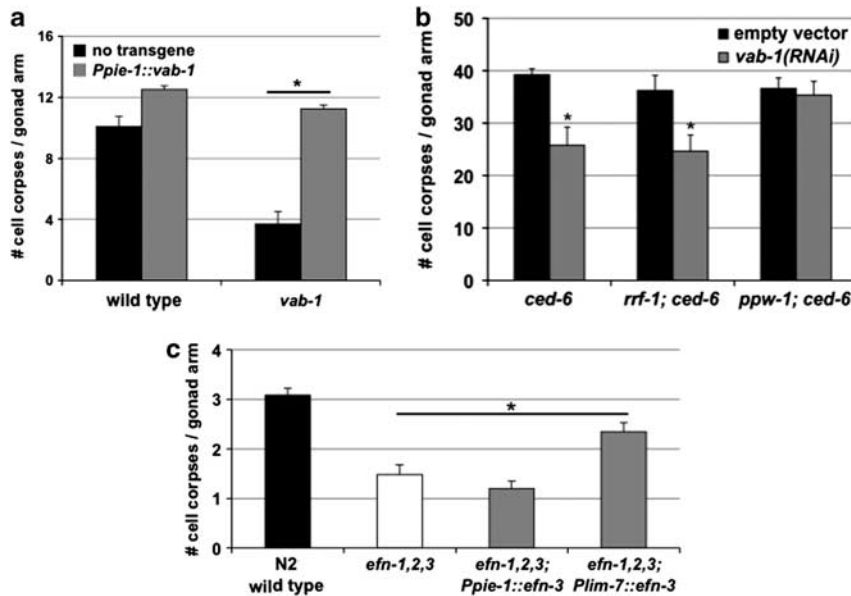 a
# cell corpses / gonad arm
16
12
8
4
0
no transgene
Ppie-1::vab-1
*
wild type
vab-1
b
# cell corpses / gonad arm
50
40
30
20
10
0
empty vector
vab-1(RNAi)
*
*
ced-6
rrf-1; ced-6
ppw-1; ced-6
c
# cell corpses / gonad arm
4
3
2
1
0
*
N2
wild type
efn-1,2,3
efn-1,2,3;
Ppie-1::efn-3
efn-1,2,3;
Plim-7::efn-3